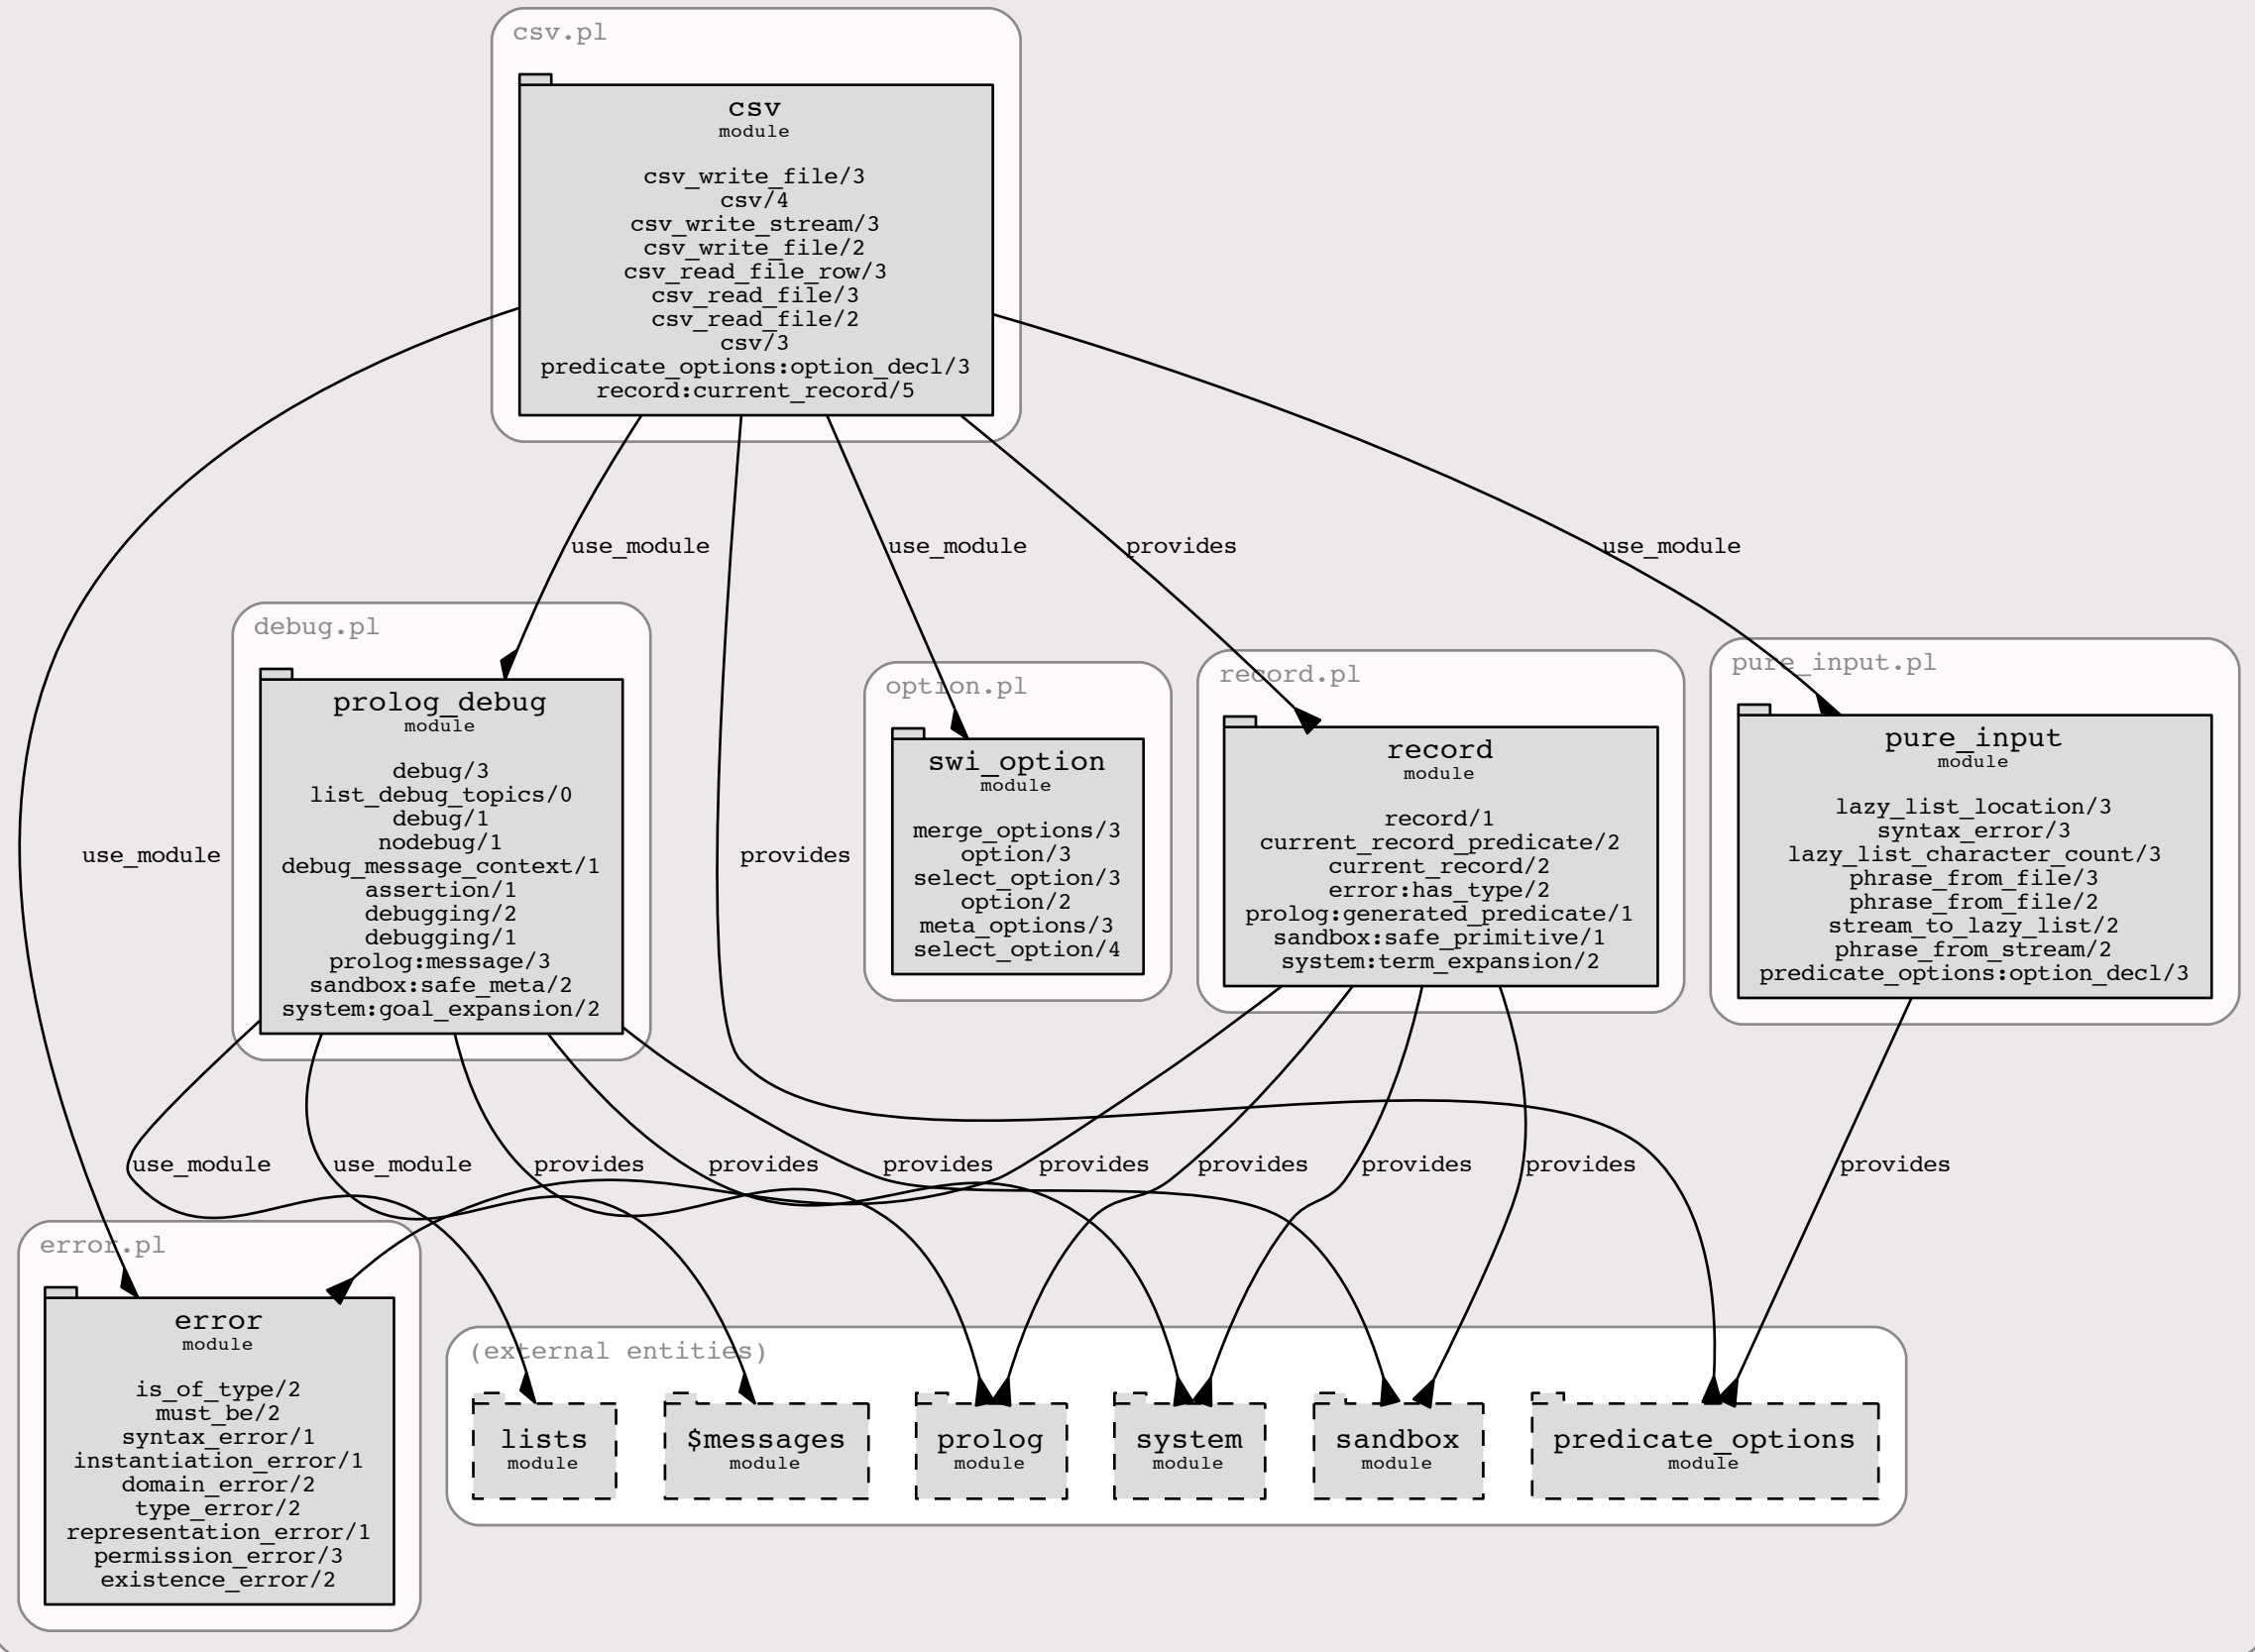 csv.pl
csv
module
csv_write_file/3
csv/4
csv_write_stream/3
csv_write_file/2
csv_read_file_row/3
csv_read_file/3
csv_read_file/2
csv/3
predicate_options:option_decl/3
record:current_record/5
use_module
use_module
provides
use_module
debug.pl
prolog_debug
module
debug/3
list_debug_topics/0
debug/1
nodebug/1
debug_message_context/1
assertion/1
debugging/2
debugging/1
prolog:message/3
sandbox:safe_meta/2
system:goal_expansion/2
option.pl
swi_option
module
merge_options/3
option/3
select_option/3
option/2
meta_options/3
select_option/4
record.pl
record
module
record/1
current_record_predicate/2
current_record/2
error:has_type/2
prolog:generated_predicate/1
sandbox:safe_primitive/1
system:term_expansion/2
pure_input.pl
pure_input
module
lazy_list_location/3
syntax_error/3
lazy_list_character_count/3
phrase_from_file/3
phrase_from_file/2
stream_to_lazy_list/2
phrase_from_stream/2
predicate_options:option_decl/3
use_module
provides
use_module
use_module
provides
provides
provides
provides
provides
provides
provides
provides
error.pl
error
module
is_of_type/2
must_be/2
syntax_error/1
instantiation_error/1
domain_error/2
type_error/2
representation_error/1
permission_error/3
existence_error/2
(external entities)
lists
module
$messages
module
prolog
module
system
module
sandbox
module
predicate_options
module